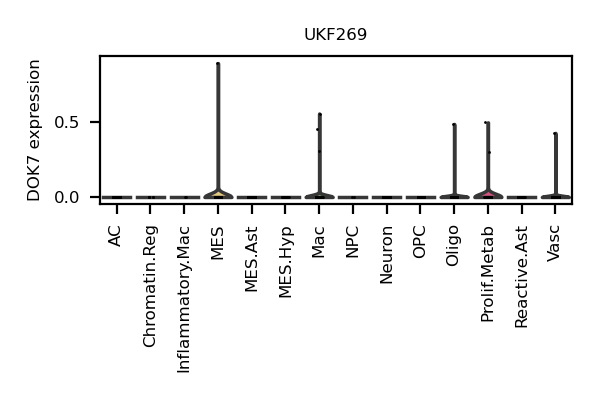 UKF269
DOK7 expression
0.5
0.0
AC
Chromatin.Reg
Inflammatory.Mac
MES
MES.Ast
MES.Hyp
Mac
NPC
Neuron
OPC
Oligo
Prolif.Metab
Reactive.Ast
Vasc